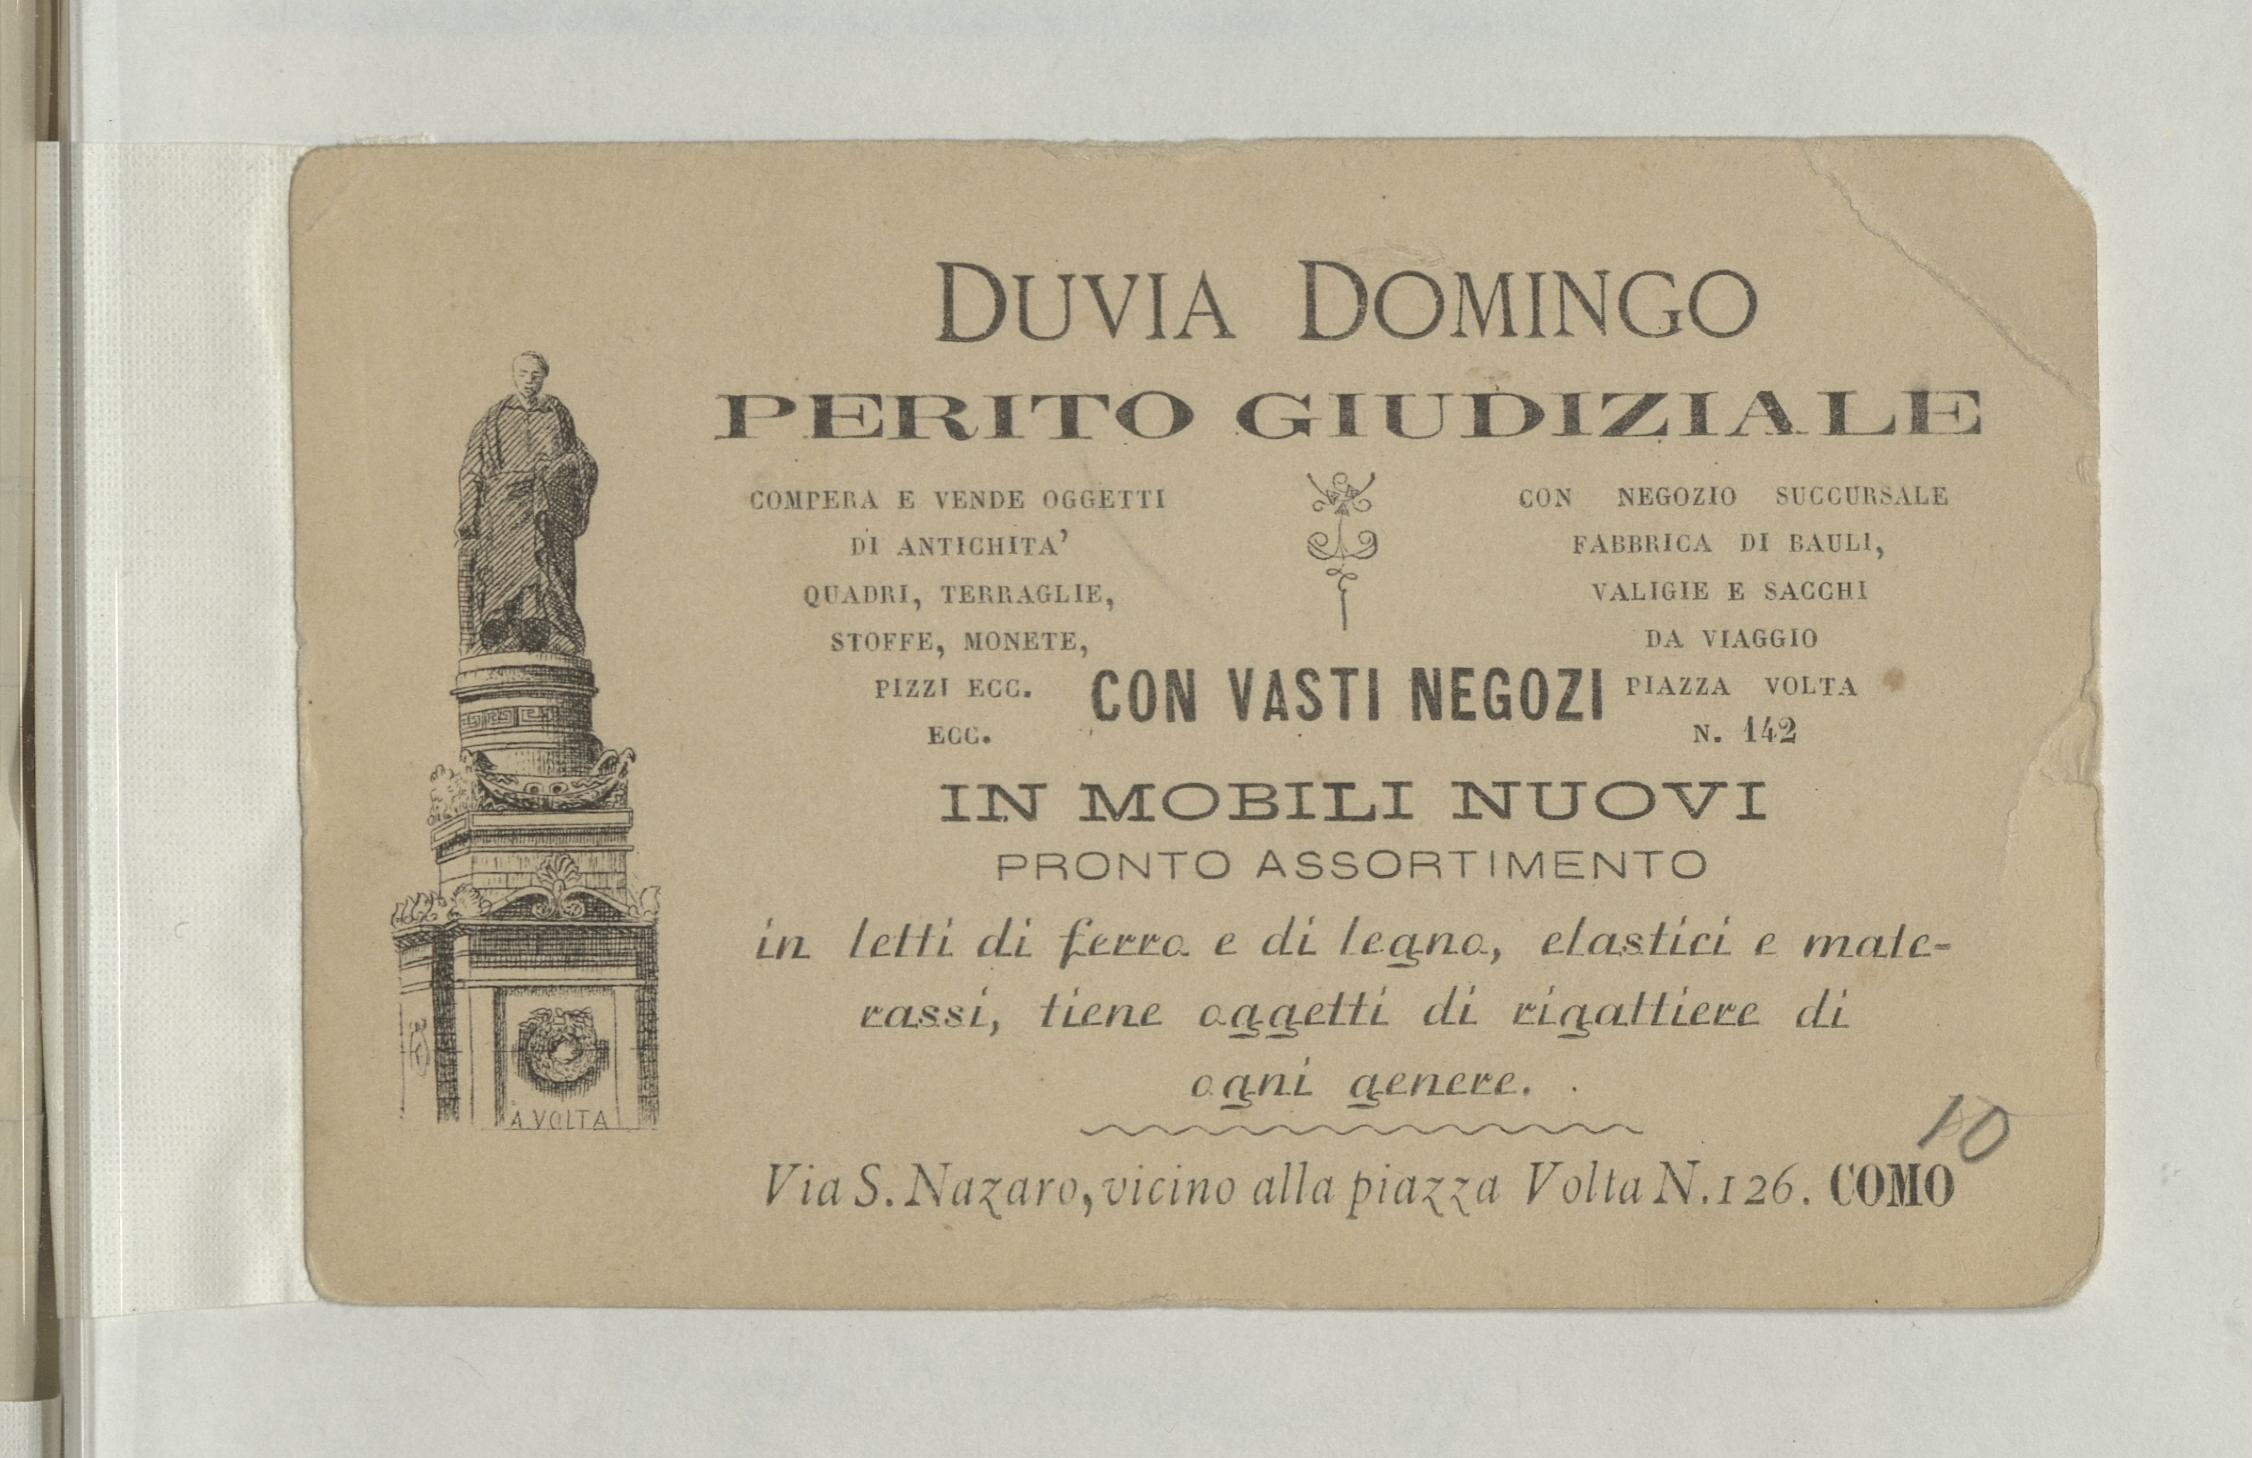 DUVIA DOMINGO
PERITO GIUDIZIALE
COMPERA E VENDE OGGETTI
DI ANTICHITA'
QUADRI, TERRAGLIE,
STOFFE, MONETE,
PIZZI ECC.
ECC.
CON NEGOZIO SUCCURSALE
FABBRICA DI BAULI,
VALIGIE E SACCHI
DA VIAGGIO
PIAZZA VOLTA
N. 142
CON VASTI NEGOZI
IN MOBILI NUOVI
PRONTO ASSORTIMENTO
in letti di ferro e di legno, elastici e mate-
rassi, tiene oggetti di rigattiere di
ogni genere.
Via S. Nazaro, vicino alla piazza Volta N. 126. COMO
10
A VOLTA